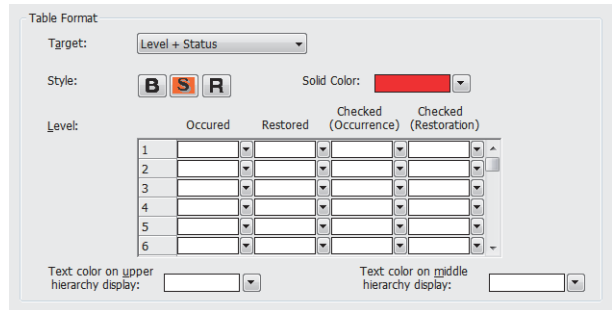 Table Format
Target: Level + Status
Style: B S R Solid Color:
Level: Occured Restored Checked (Occurrence) Checked (Restoration)
1
2
3
4
5
6
Text color on upper hierarchy display: Text color on middle hierarchy display: